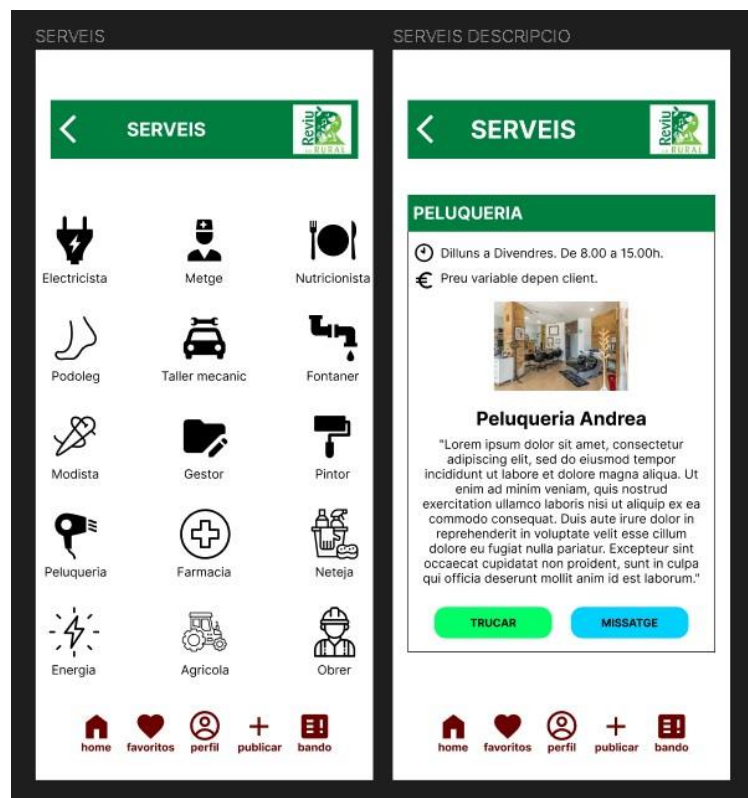 SERVEIS
SERVEIS
Reviu
LO RURAL
Electricista
Metge
Nutricionista
Podoleg
Taller mecanic
Fontaner
Modista
Gestor
Pintor
Peluqueria
Farmacia
Neteja
Energia
Agricola
Obrer
home
favoritos
perfil
publicar
bando
SERVEIS DESCRIPCIO
SERVEIS
Reviu
LO RURAL
PELUQUERIA
Dilluns a Divendres. De 8.00 a 15.00h.
Preu variable depen client.
Peluqueria Andrea
"Lorem ipsum dolor sit amet, consectetur
adipiscing elit, sed do eiusmod tempor
incididunt ut labore et dolore magna aliqua. Ut
enim ad minim veniam, quis nostrud
exercitation ullamco laboris nisi ut aliquip ex ea
commodo consequat. Duis aute irure dolor in
reprehenderit in voluptate velit esse cillum
dolore eu fugiat nulla pariatur. Excepteur sint
occaecat cupidatat non proident, sunt in culpa
qui officia deserunt mollit anim id est laborum."
TRUCAR
MISSATGE
home
favoritos
perfil
publicar
bando